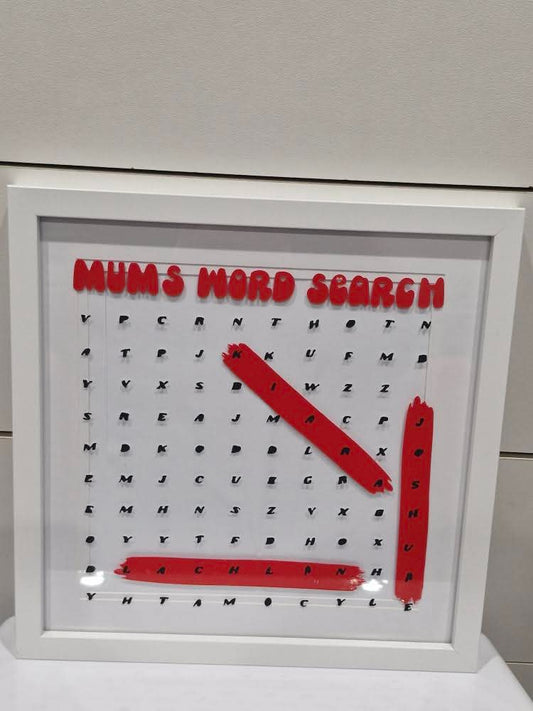 MUMS WORD SEARCH
V P C R N T H O T N
A T P J K K U F M D
V V X S B I W Z Z
S R E A J M A C P J
M D K O D D L R X O
E M J C U E G R A S
E M H N S Z V X O H
O Y Y T F D H O X U
D L A C H L A N H A
Y H T A M O C Y L E